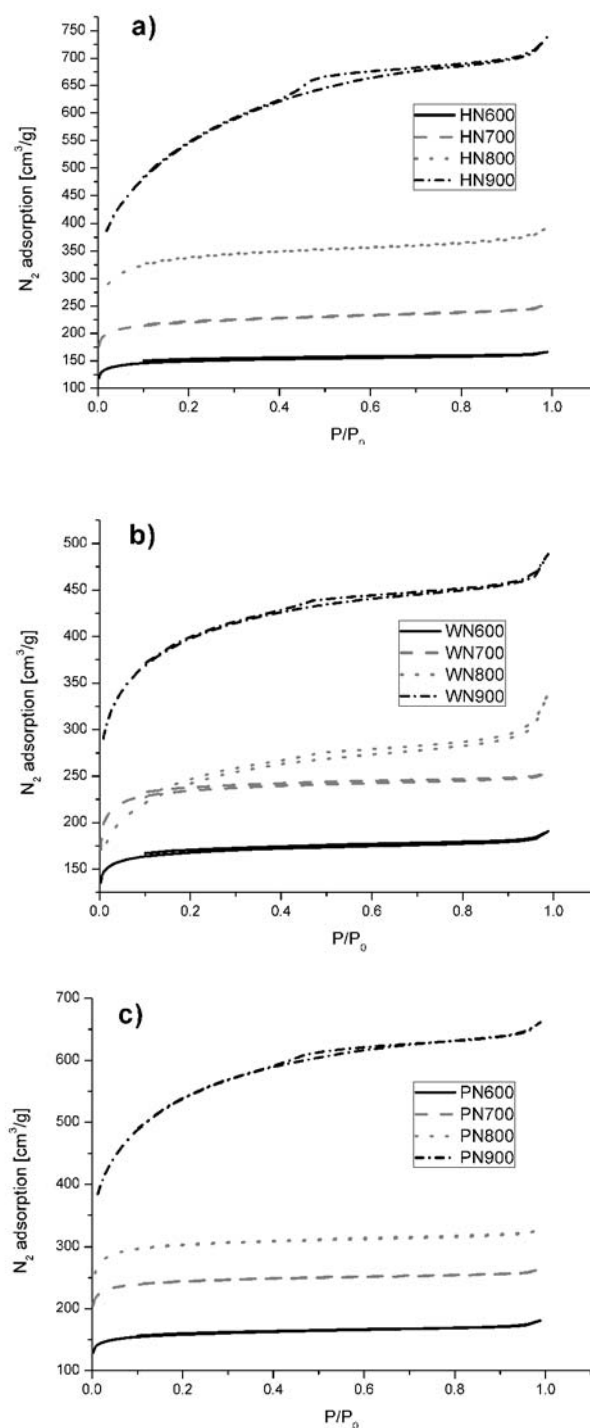 a)
750
700
650
600
550
500
450
400
350
300
250
200
150
100
N₂ adsorption [cm³/g]
HN600
HN700
HN800
HN900
0.0 0.2 0.4 0.6 0.8 1.0
P/P₀
b)
500
450
400
350
300
250
200
150
N₂ adsorption [cm³/g]
WN600
WN700
WN800
WN900
0.0 0.2 0.4 0.6 0.8 1.0
P/P₀
c)
700
600
500
400
300
200
100
N₂ adsorption [cm³/g]
PN600
PN700
PN800
PN900
0.0 0.2 0.4 0.6 0.8 1.0
P/P₀